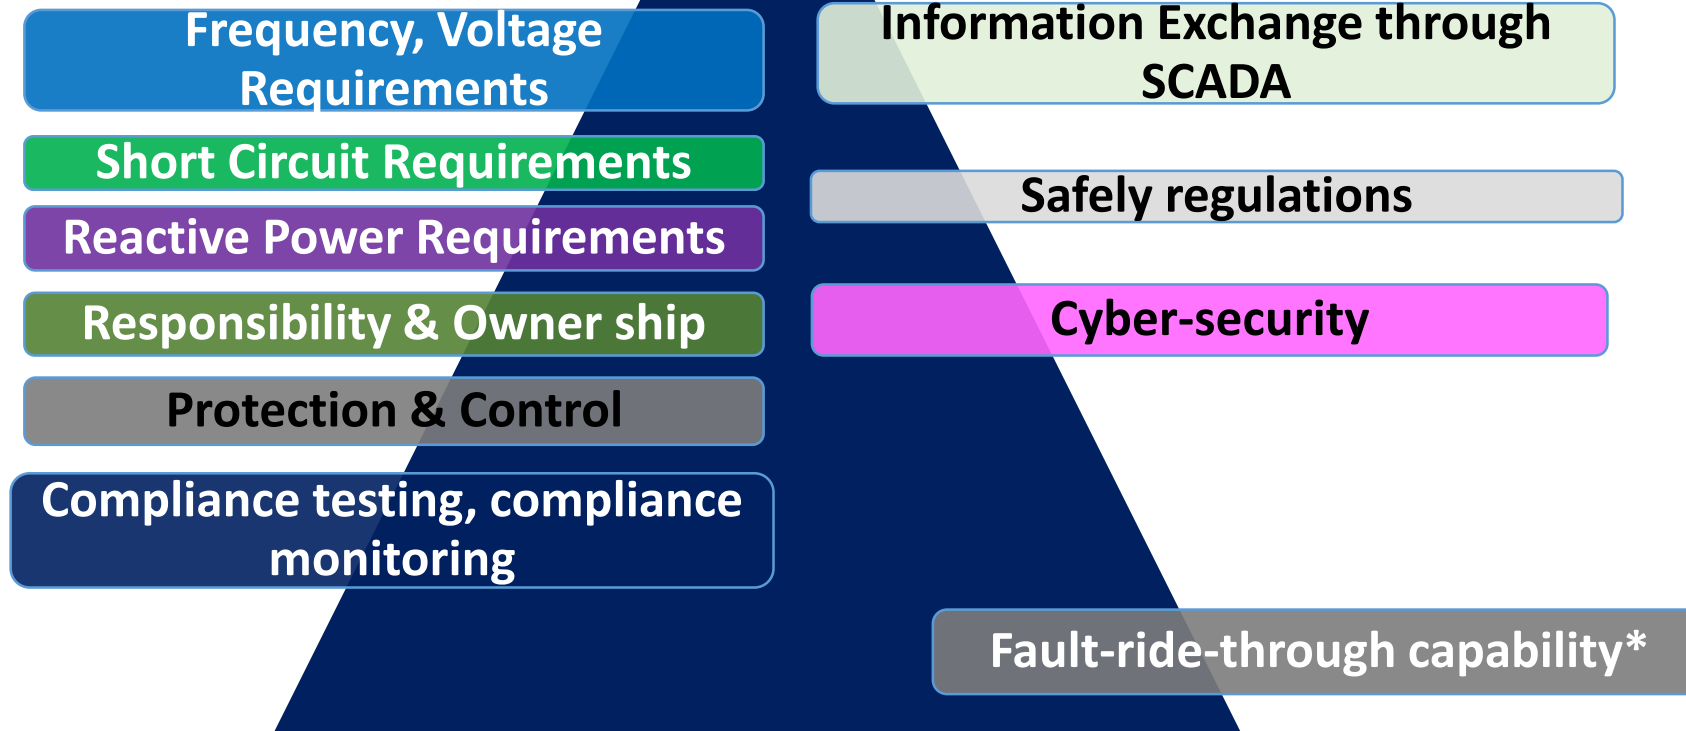 Frequency, Voltage
Requirements
Short Circuit Requirements
Reactive Power Requirements
Responsibility & Owner ship
Protection & Control
Compliance testing, compliance
monitoring
Information Exchange through
SCADA
Safely regulations
Cyber-security
Fault-ride-through capability*